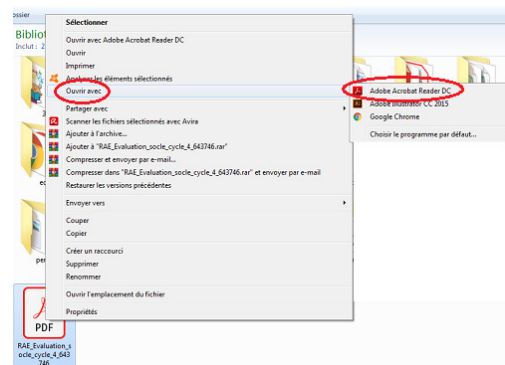 ossier
Bibliot
Inclut : 2
Sélectionner
Ouvrir avec Adobe Acrobat Reader DC
Ouvrir
Imprimer
Analyser les éléments sélectionnés
Ouvrir avec
Partager avec
Scanner les fichiers sélectionnés avec Avira
Ajouter à l'archive...
Ajouter à "RAE_Evaluation_socle_cycle_4_643746.rar"
Compresser et envoyer par e-mail...
Compresser dans "RAE_Evaluation_socle_cycle_4_643746.rar" et envoyer par e-mail
Restaurer les versions précédentes
Envoyer vers
Couper
Copier
Créer un raccourci
Supprimer
Renommer
Ouvrir l'emplacement du fichier
Propriétés
Adobe Acrobat Reader DC
Adobe Illustrator CC 2015
Google Chrome
Choisir le programme par défaut...
3
ec
per
PDF
RAE_Evaluation_s
ocle_cycle_4_643
746